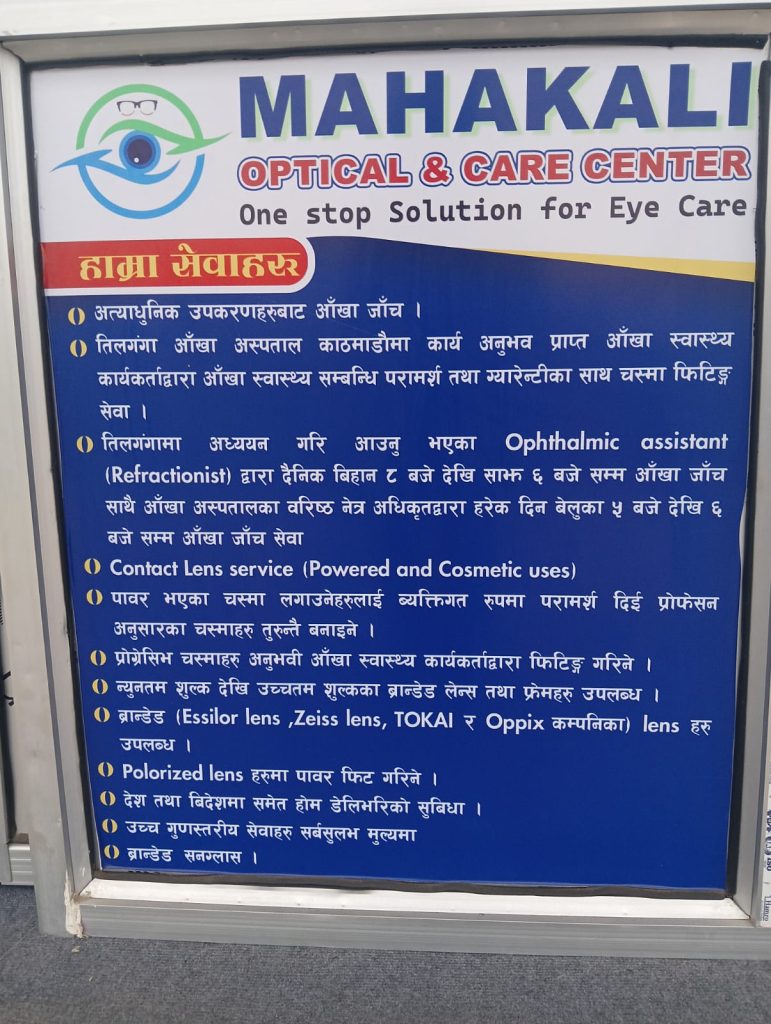 MAHAKALI
OPTICAL & CARE CENTER
One stop Solution for Eye Care
हाम्रा सेवाहरू
अत्याधुनिक उपकरणहरुबाट आँखा जाँच ।
तिलगंगा आँखा अस्पताल काठमाडौमा कार्य अनुभव प्राप्त आँखा स्वास्थ्य
कार्यकर्ताद्वारा आँखा स्वास्थ्य सम्बन्धि परामर्श तथा ग्यारेन्टीका साथ चस्मा फिटिङ्ग
सेवा ।
तिलगंगामा अध्ययन गरि आउनु भएका Ophthalmic assistant
(Refractionist) द्वारा दैनिक बिहान ८ बजे देखि साझ ६ बजे सम्म आँखा जाँच
साथै आँखा अस्पतालका वरिष्ठ नेत्र अधिकृतद्वारा हरेक दिन बेलुका ५ बजे देखि ६
बजे सम्म आँखा जाँच सेवा
Contact Lens service (Powered and Cosmetic uses)
पावर भएका चस्मा लगाउनेहरुलाई ब्यक्तिगत रुपमा परामर्श दिई प्रोफेसन
अनुसारका चस्माहरु तुरुन्तै बनाइने ।
प्रोग्रेसिभ चस्माहरु अनुभवी आँखा स्वास्थ्य कार्यकर्ताद्वारा फिटिङ्ग गरिने ।
न्युनतम शुल्क देखि उच्चतम शुल्कका ब्रान्डेड लेन्स तथा फ्रेमहरु उपलब्ध ।
ब्रान्डेड (Essilor lens ,Zeiss lens, TOKAI र Oppix कम्पनिका) lens हरु
उपलब्ध ।
Polorized lens हरुमा पावर फिट गरिने ।
देश तथा बिदेशमा समेत होम डेलिभरिको सुबिधा ।
उच्च गुणस्तरीय सेवाहरु सर्बसुलभ मुल्यमा
ब्रान्डेड सनग्लास ।